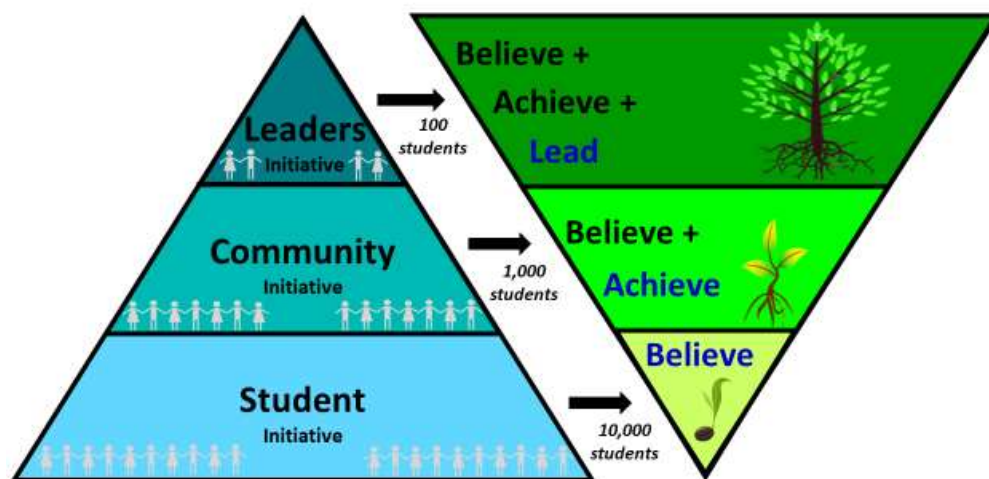 Leaders
Initiative
100
students
Believe +
Achieve +
Lead
Community
Initiative
1,000
students
Believe +
Achieve
Student
Initiative
10,000
students
Believe